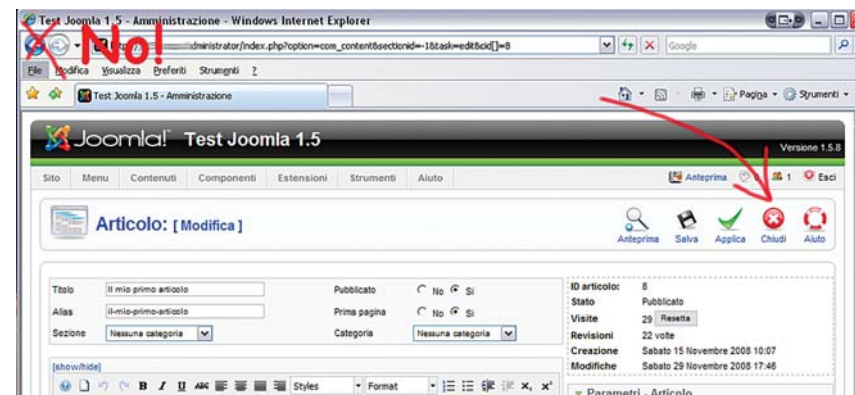 Test Joomla 1.5 - Amministrazione - Windows Internet Explorer
No!
dministrator/index.php?option=com_content&sectionid=-1&task=edit&cid[]=8
Google
File Modifica Visualizza Preferiti Strumenti ?
Test Joomla 1.5 - Amministrazione
Pagina Strumenti
Joomla! Test Joomla 1.5
Versione 1.5.8
Sito Menu Contenuti Componenti Estensioni Strumenti Aiuto Anteprima 0 1 Esci
Articolo: [ Modifica ]
Anteprima Salva Applica Chiudi Aiuto
Titolo Il mio primo articolo Pubblicato No Si
Alias il-mio-primo-articolo Prima pagina No Si
Sezione Nessuna categoria Categoria Nessuna categoria
[show/hide]
B I U ABC Styles Format
ID articolo: 8
Stato Pubblicato
Visite 29 Resetta
Revisioni 22 volte
Creazione Sabato 15 Novembre 2008 10:07
Modifiche Sabato 29 Novembre 2008 17:46
Parametri - Articolo